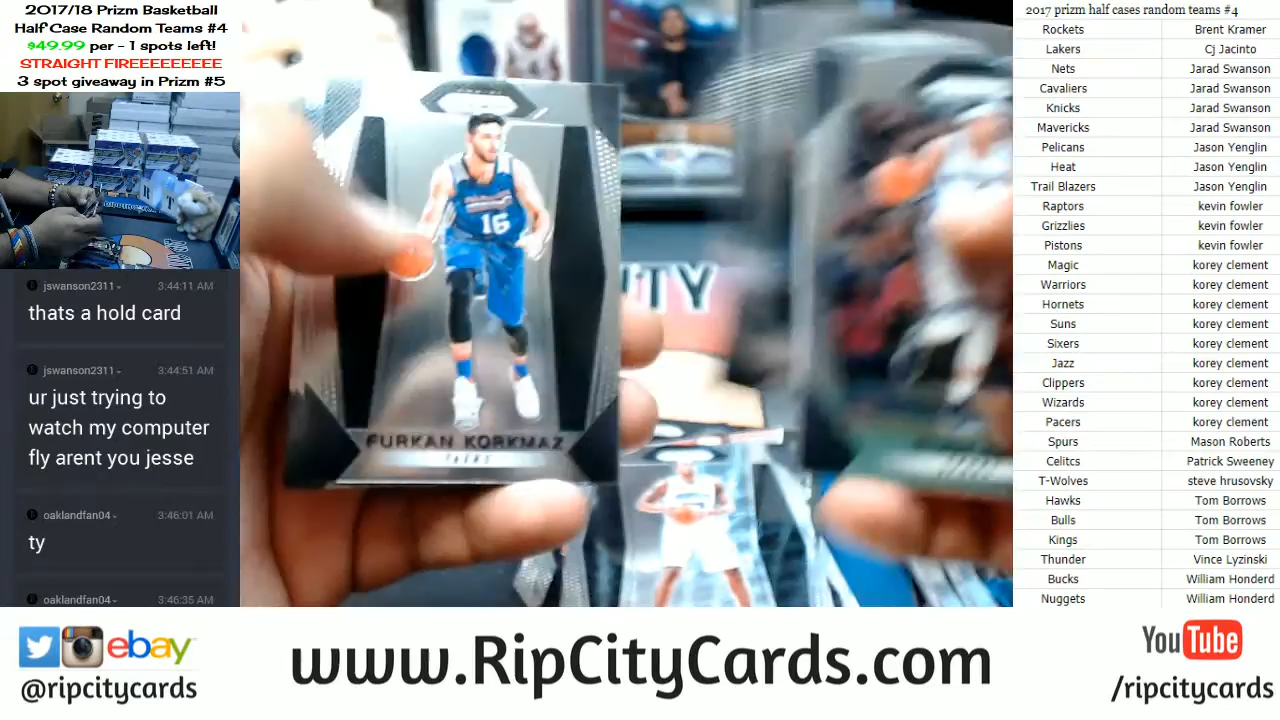 2017/18 Prizm Basketball
Half Case Random Teams #4
$49.99 per - 1 spots left!
STRAIGHT FIREEEEEEEEE
3 spot giveaway in Prizm #5
jswanson2311 3:44:11 AM
thats a hold card
jswanson2311 3:44:51 AM
ur just trying to
watch my computer
fly arent you jesse
oaklandfan04 3:46:01 AM
ty
oaklandfan04 3:46:35 AM
16
FURKAN KORKMAZ
76ERS
2017 prizm half cases random teams #4
Rockets Brent Kramer
Lakers Cj Jacinto
Nets Jarad Swanson
Cavaliers Jarad Swanson
Knicks Jarad Swanson
Mavericks Jarad Swanson
Pelicans Jason Yenglin
Heat Jason Yenglin
Trail Blazers Jason Yenglin
Raptors kevin fowler
Grizzlies kevin fowler
Pistons kevin fowler
Magic korey clement
Warriors korey clement
Hornets korey clement
Suns korey clement
Sixers korey clement
Jazz korey clement
Clippers korey clement
Wizards korey clement
Pacers korey clement
Spurs Mason Roberts
Celitcs Patrick Sweeney
T-Wolves steve hrusovsky
Hawks Tom Borrows
Bulls Tom Borrows
Kings Tom Borrows
Thunder Vince Lyzinski
Bucks William Honderd
Nuggets William Honderd
ebay
@ripcitycards
www.RipCityCards.com
YouTube
/ripcitycards